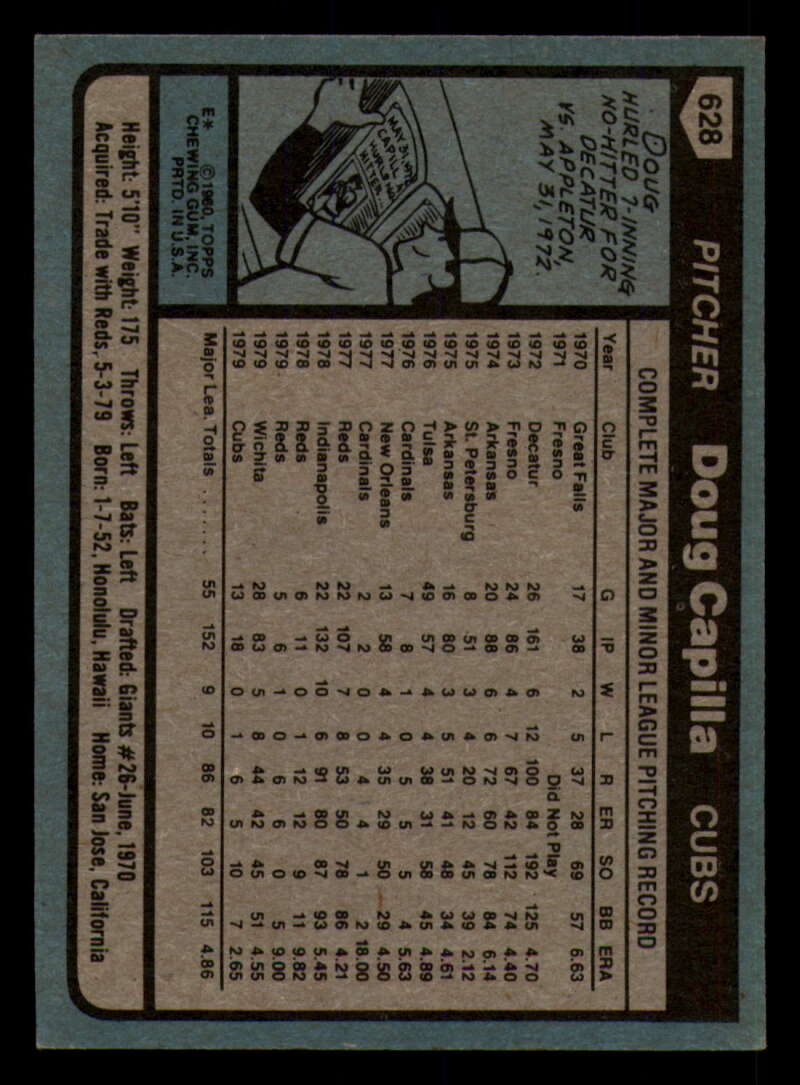 628 PITCHER Doug Capilla CUBS
DOUG
HURLED 7-INNING
NO-HITTER FOR
DECATUR
VS. APPLETON,
MAY 31, 1972.
E* ©1980, TOPPS
CHEWING GUM, INC.
PRTD. IN U.S.A.
COMPLETE MAJOR AND MINOR LEAGUE PITCHING RECORD
Year Club G IP W L R ER SO BB ERA
1970 Great Falls 17 38 2 5 37 28 69 57 6.63
1971 Fresno Did Not Play
1972 Decatur 26 161 6 12 100 84 192 125 4.70
1973 Fresno 24 86 4 7 67 42 112 74 4.40
1974 Arkansas 20 88 6 6 72 60 78 84 6.14
1975 St. Petersburg 8 51 3 4 20 12 45 39 2.12
1975 Arkansas 16 80 3 5 51 41 48 34 4.61
1976 Tulsa 49 57 4 4 38 31 58 45 4.89
1976 Cardinals 7 8 1 0 5 5 5 4 5.63
1977 New Orleans 13 58 4 4 35 29 50 29 4.50
1977 Cardinals 2 2 0 0 4 4 1 2 18.00
1977 Reds 22 107 7 8 53 50 78 86 4.21
1978 Indianapolis 22 132 10 6 91 80 87 93 5.45
1978 Reds 6 11 0 1 12 12 9 11 9.82
1979 Reds 5 6 1 0 6 6 0 5 9.00
1979 Wichita 28 83 5 8 44 42 45 51 4.55
1979 Cubs 13 18 0 1 6 5 10 7 2.65
Major Lea. Totals ....... 55 152 9 10 86 82 103 115 4.86
Height: 5'10" Weight: 175 Throws: Left Bats: Left Drafted: Giants #26-June, 1970
Acquired: Trade with Reds, 5-3-79 Born: 1-7-52, Honolulu, Hawaii Home: San Jose, California